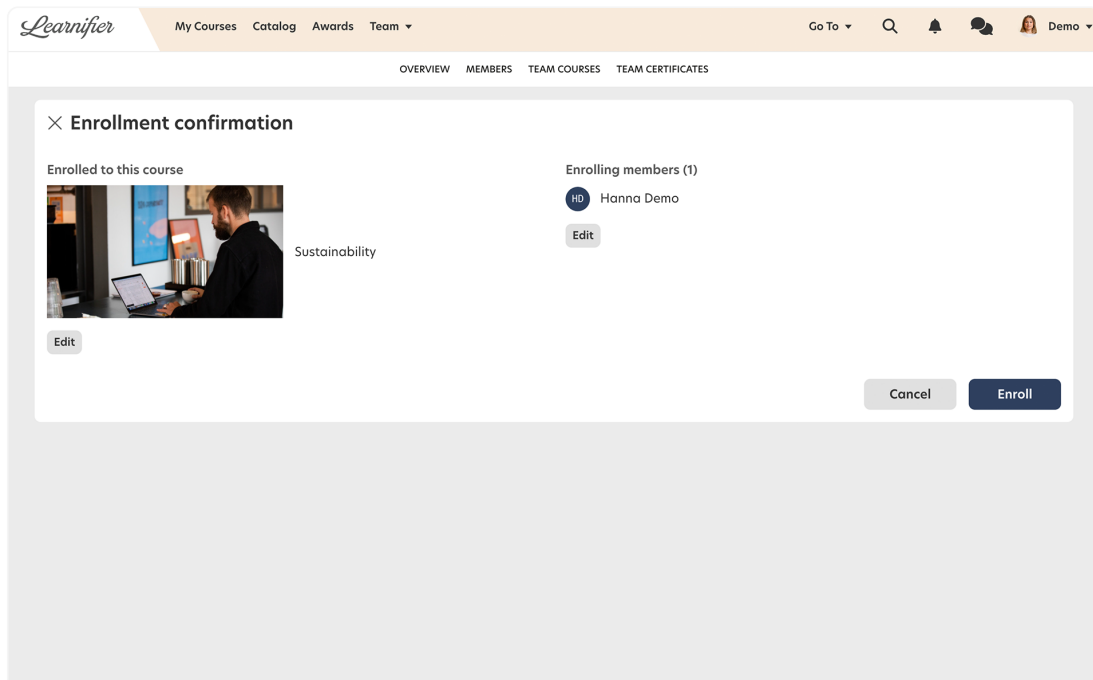 Learnifier
My Courses Catalog Awards Team
Go To
Demo
OVERVIEW MEMBERS TEAM COURSES TEAM CERTIFICATES
Enrollment confirmation
Enrolled to this course
Sustainability
Edit
Enrolling members (1)
HD Hanna Demo
Edit
Cancel Enroll